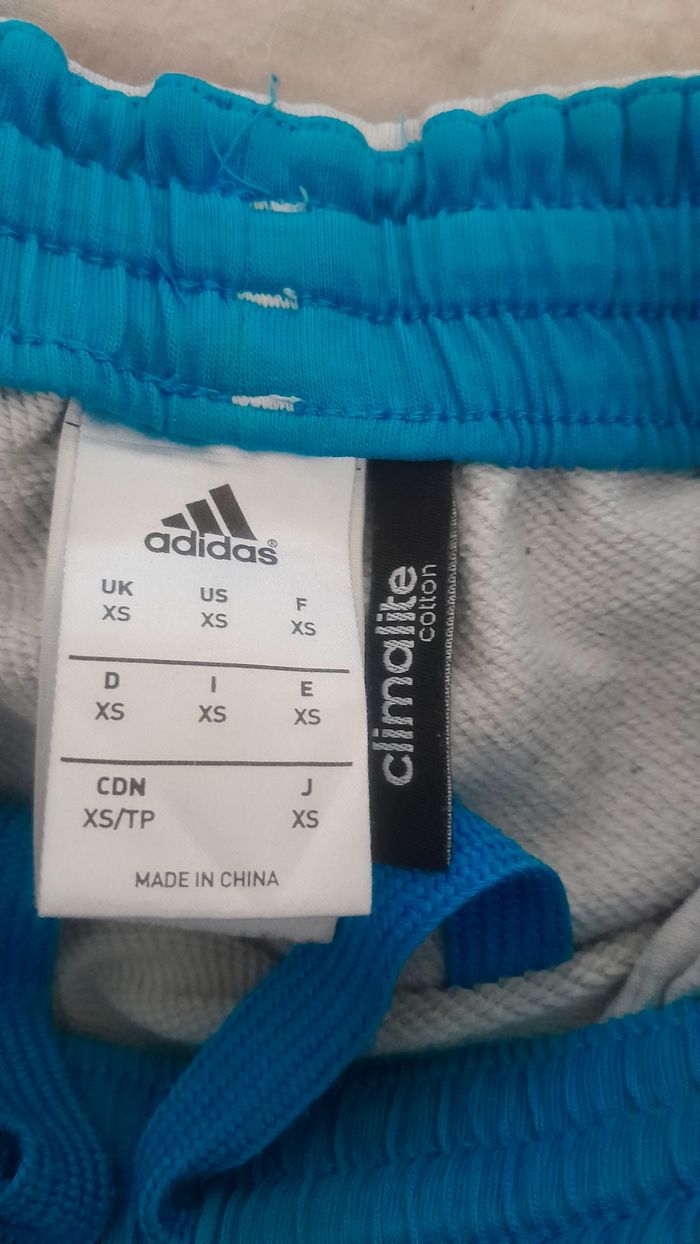 adidas®
UK US F
XS XS XS
D I E
XS XS XS
CDN J
XS/TP XS
MADE IN CHINA
climalite
cotton